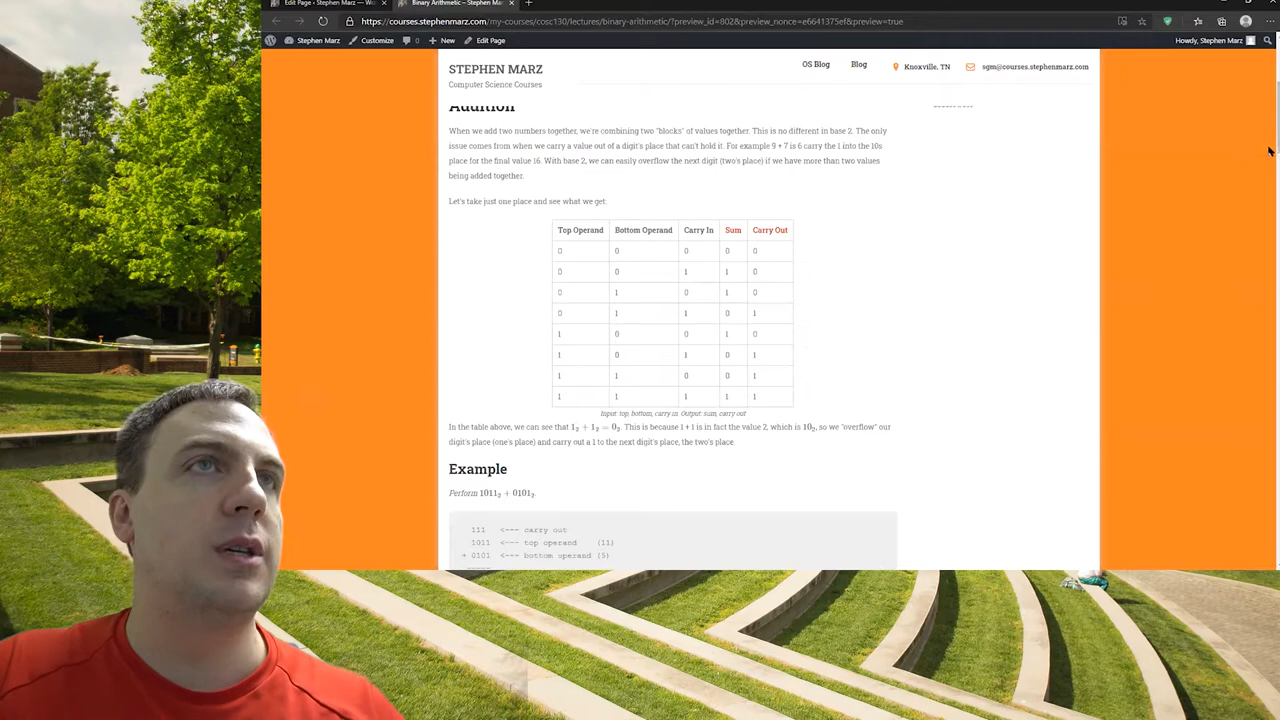 Edit Page ‹ Stephen Marz — Wo ✕ Binary Arithmetic – Stephen Mar ✕
https://courses.stephenmarz.com/my-courses/cosc130/lectures/binary-arithmetic/?preview_id=802&preview_nonce=e6641375ef&preview=true
Stephen Marz Customize 0 + New Edit Page Howdy, Stephen Marz
STEPHEN MARZ
Computer Science Courses
OS Blog Blog Knoxville, TN sgm@courses.stephenmarz.com
Addition
When we add two numbers together, we're combining two "blocks" of values together. This is no different in base 2. The only
issue comes from when we carry a value out of a digit's place that can't hold it. For example 9 + 7 is 6 carry the 1 into the 10s
place for the final value 16. With base 2, we can easily overflow the next digit (two's place) if we have more than two values
being added together.
Let's take just one place and see what we get:
Top Operand Bottom Operand Carry In Sum Carry Out
0 0 0 0 0
0 0 1 1 0
0 1 0 1 0
0 1 1 0 1
1 0 0 1 0
1 0 1 0 1
1 1 0 0 1
1 1 1 1 1
Input: top, bottom, carry in Output: sum, carry out
In the table above, we can see that 1₂ + 1₂ = 0₂. This is because 1 + 1 is in fact the value 2, which is 10₂, so we "overflow" our
digit's place (one's place) and carry out a 1 to the next digit's place, the two's place.
Example
Perform 1011₂ + 0101₂.
111 <--- carry out
1011 <--- top operand (11)
+ 0101 <--- bottom operand (5)
-----